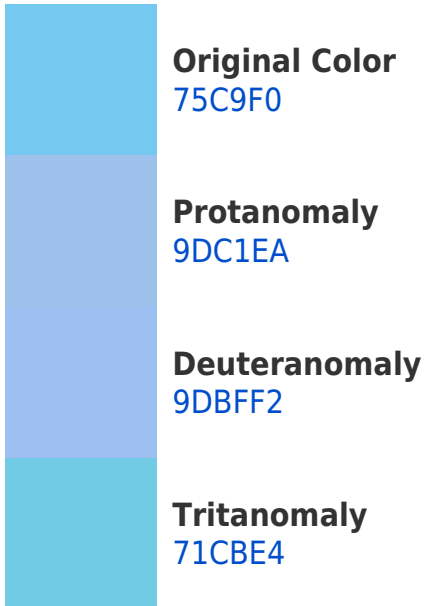 Original Color
75C9F0
Protanomaly
9DC1EA
Deuteranomaly
9DBFF2
Tritanomaly
71CBE4